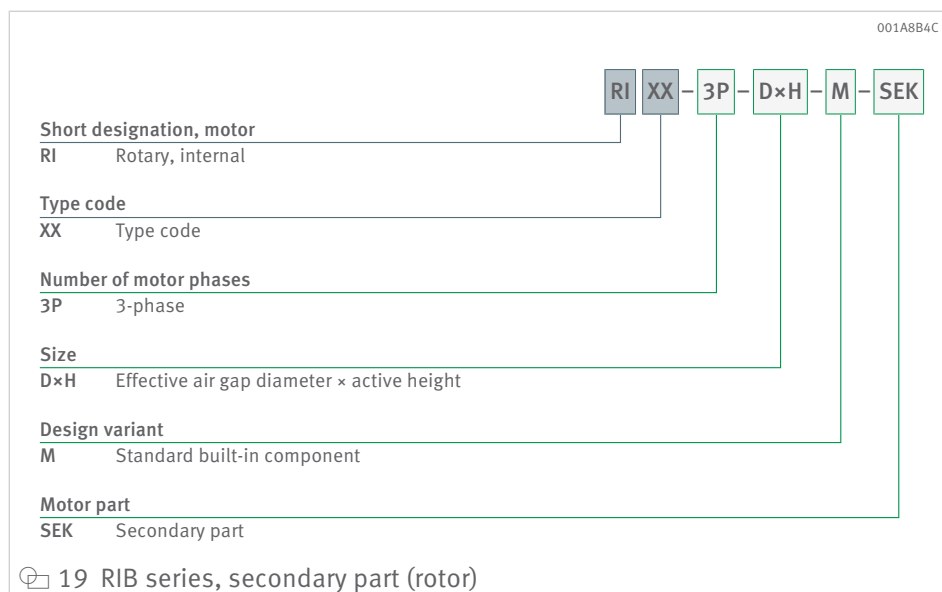 001A8B4C
RI XX – 3P – D×H – M – SEK
Short designation, motor
RI Rotary, internal
Type code
XX Type code
Number of motor phases
3P 3-phase
Size
D×H Effective air gap diameter × active height
Design variant
M Standard built-in component
Motor part
SEK Secondary part
19 RIB series, secondary part (rotor)